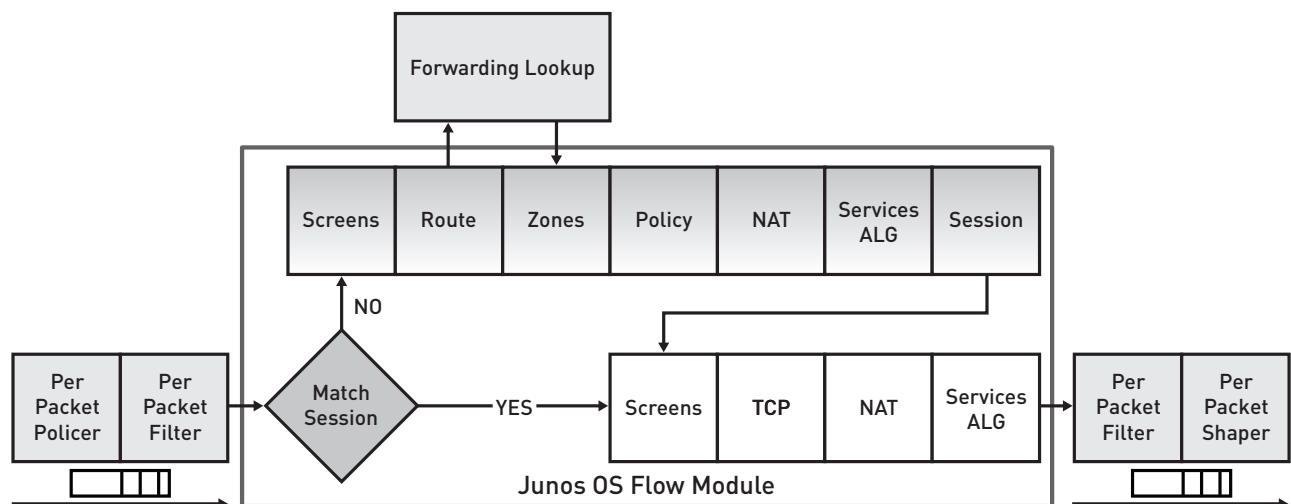 Forwarding Lookup
Screens
Route
Zones
Policy
NAT
Services
ALG
Session
NO
Per
Packet
Policer
Per
Packet
Filter
Match
Session
YES
Screens
TCP
NAT
Services
ALG
Per
Packet
Filter
Per
Packet
Shaper
Junos OS Flow Module